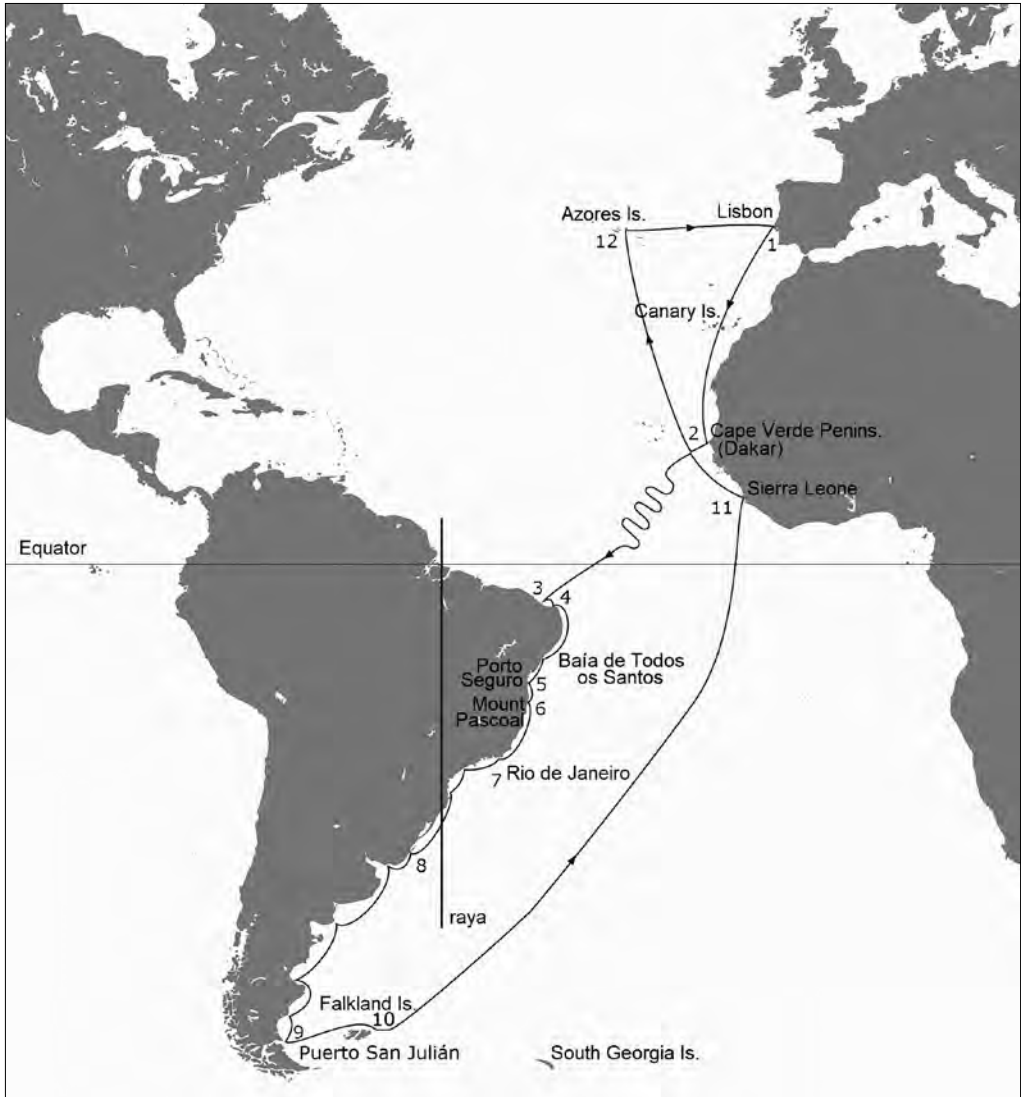 Azores Is.
Lisbon
12
1
Canary Is.
2
Cape Verde Penins.
(Dakar)
Sierra Leone
11
Equator
3
4
Baía de Todos
os Santos
Porto
Seguro
5
Mount
Pascoal
6
Rio de Janeiro
7
8
raya
Falkland Is.
10
9
Puerto San Julián
South Georgia Is.